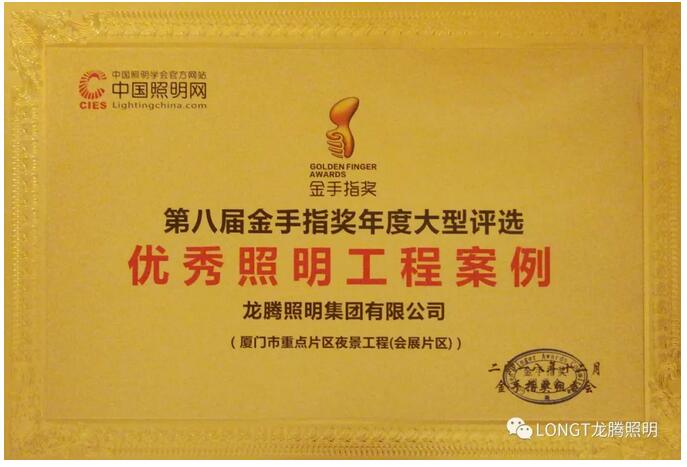 中国照明学会官方网站
中国照明网
CIES
Lightingchina.com
GOLDEN FINGER
AWARDS
金手指奖
第八届金手指奖年度大型评选
优秀照明工程案例
龙腾照明集团有限公司
（厦门市重点片区夜景工程(会展片区)）
金手指奖
LONGT龙腾照明